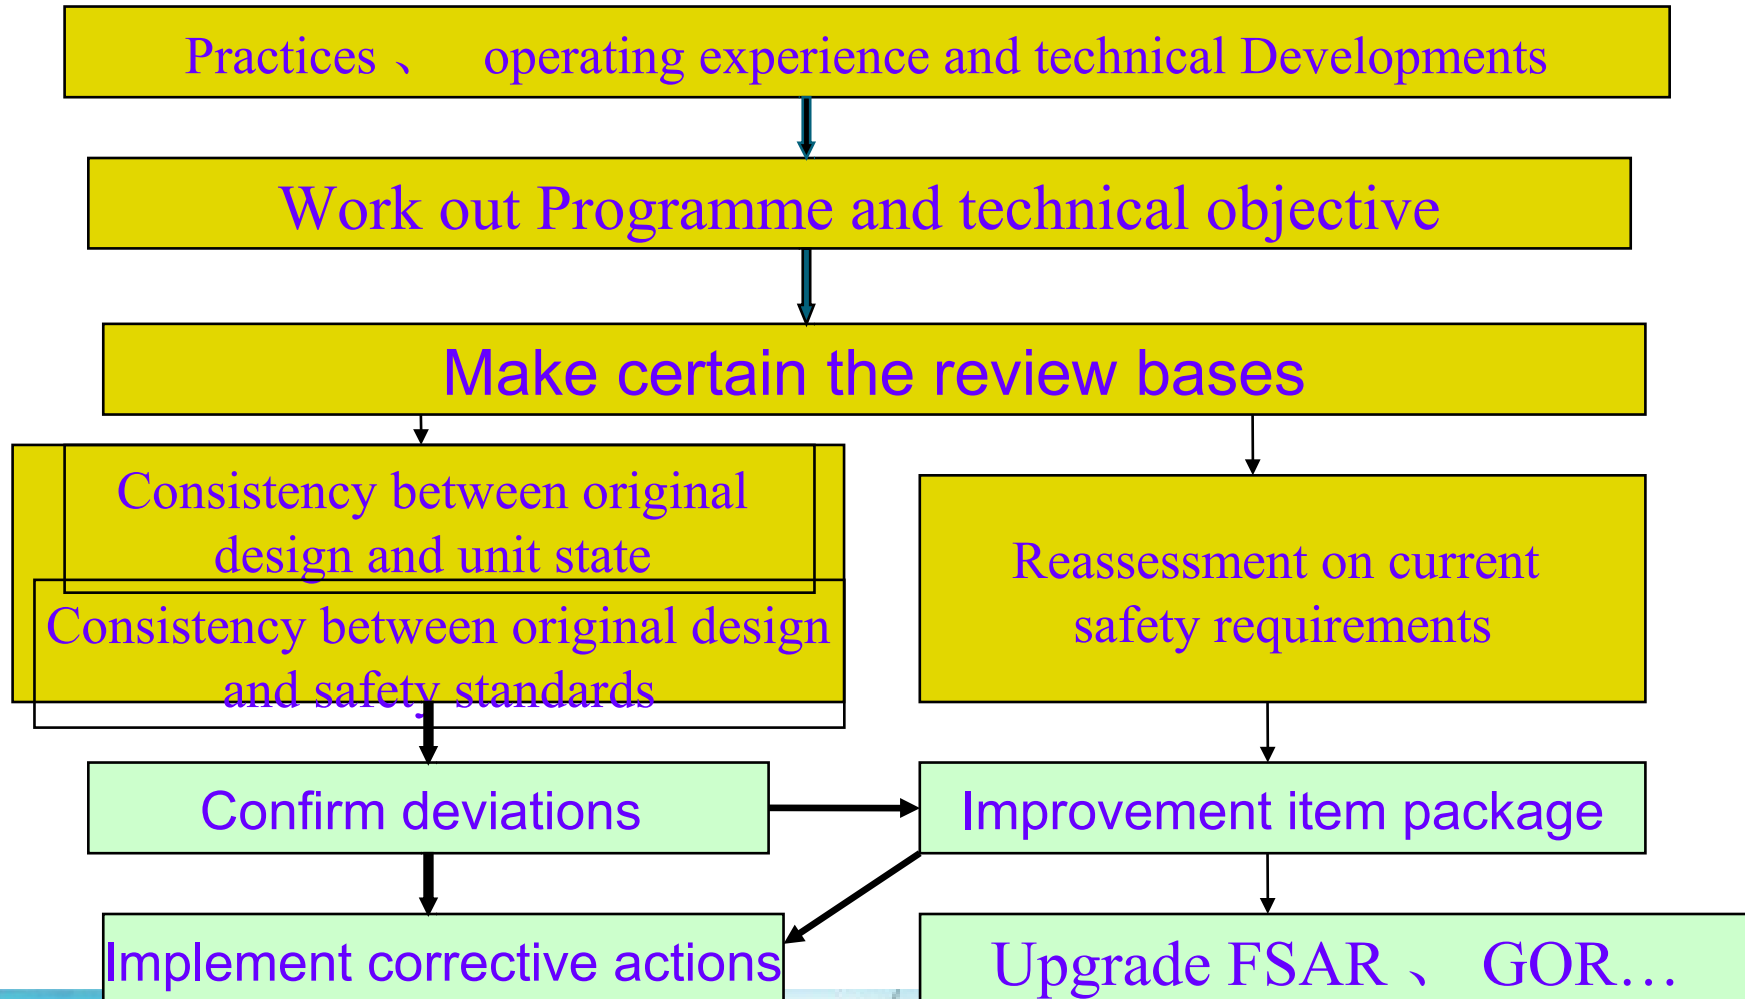 Practices 、 operating experience and technical Developments
Work out Programme and technical objective
Make certain the review bases
Consistency between original
design and unit state
Consistency between original design
and safety standards
Reassessment on current
safety requirements
Confirm deviations
Improvement item package
Implement corrective actions
Upgrade FSAR 、 GOR…